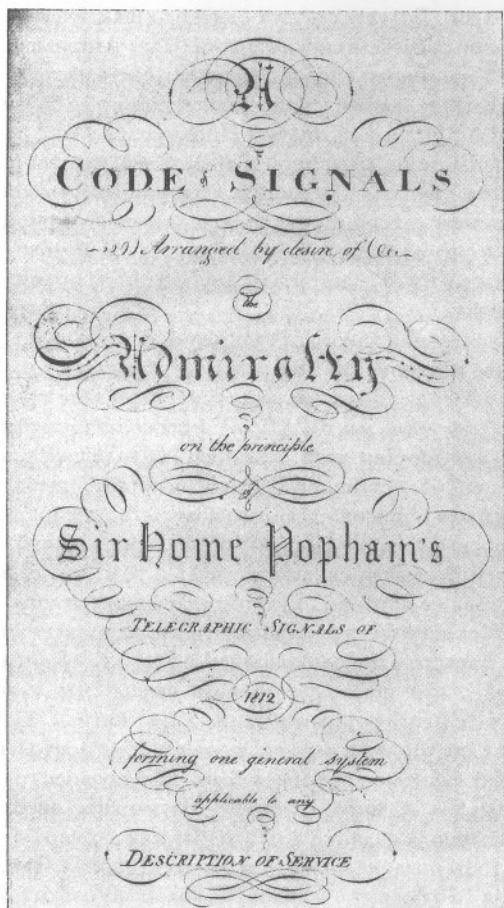 A
CODE of SIGNALS
Arranged by desire of
the
Admiralty
on the principle
of
Sir Home Popham's
TELEGRAPHIC SIGNALS OF
1812
forming one general system
applicable to any
DESCRIPTION OF SERVICE